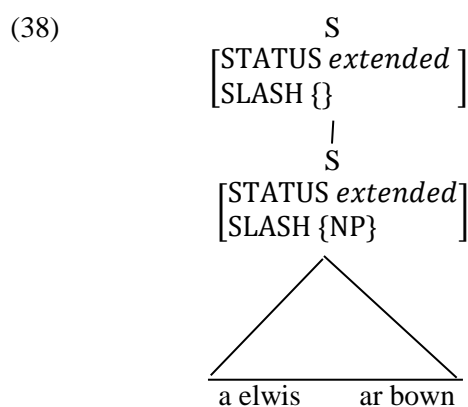 (38) S
[STATUS extended
SLASH {}]
S
[STATUS extended
SLASH {NP}]
a elwis ar bown